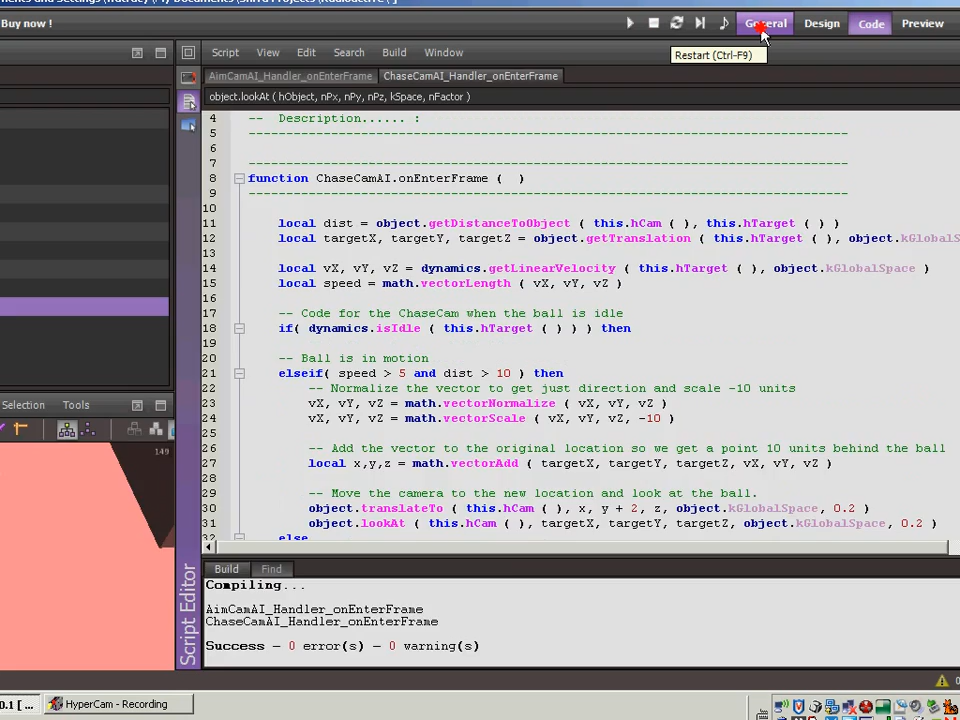 Buy now !
General
Design
Code
Preview
Restart (Ctrl-F9)
Script View Edit Search Build Window
AimCamAI_Handler_onEnterFrame ChaseCamAI_Handler_onEnterFrame
object.lookAt ( hObject, nPx, nPy, nPz, kSpace, nFactor )
4 -- Description...... :
5 --------------------------------------------------------------------------------
6
7 --------------------------------------------------------------------------------
8 function ChaseCamAI.onEnterFrame ( )
9 --------------------------------------------------------------------------------
10
11 local dist = object.getDistanceToObject ( this.hCam ( ), this.hTarget ( ) )
12 local targetX, targetY, targetZ = object.getTranslation ( this.hTarget ( ), object.kGlobalS
13
14 local vX, vY, vZ = dynamics.getLinearVelocity ( this.hTarget ( ), object.kGlobalSpace )
15 local speed = math.vectorLength ( vX, vY, vZ )
16
17 -- Code for the ChaseCam when the ball is idle
18 if( dynamics.isIdle ( this.hTarget ( ) ) ) then
19
20 -- Ball is in motion
21 elseif( speed > 5 and dist > 10 ) then
22 -- Normalize the vector to get just direction and scale -10 units
23 vX, vY, vZ = math.vectorNormalize ( vX, vY, vZ )
24 vX, vY, vZ = math.vectorScale ( vX, vY, vZ, -10 )
25
26 -- Add the vector to the original location so we get a point 10 units behind the ball
27 local x,y,z = math.vectorAdd ( targetX, targetY, targetZ, vX, vY, vZ )
28
29 -- Move the camera to the new location and look at the ball.
30 object.translateTo ( this.hCam ( ), x, y + 2, z, object.kGlobalSpace, 0.2 )
31 object.lookAt ( this.hCam ( ), targetX, targetY, targetZ, object.kGlobalSpace, 0.2 )
32 else
Selection Tools
149
Script Editor
Build Find
Compiling...
AimCamAI_Handler_onEnterFrame
ChaseCamAI_Handler_onEnterFrame
Success - 0 error(s) - 0 warning(s)
0.1 [ ...
HyperCam - Recording